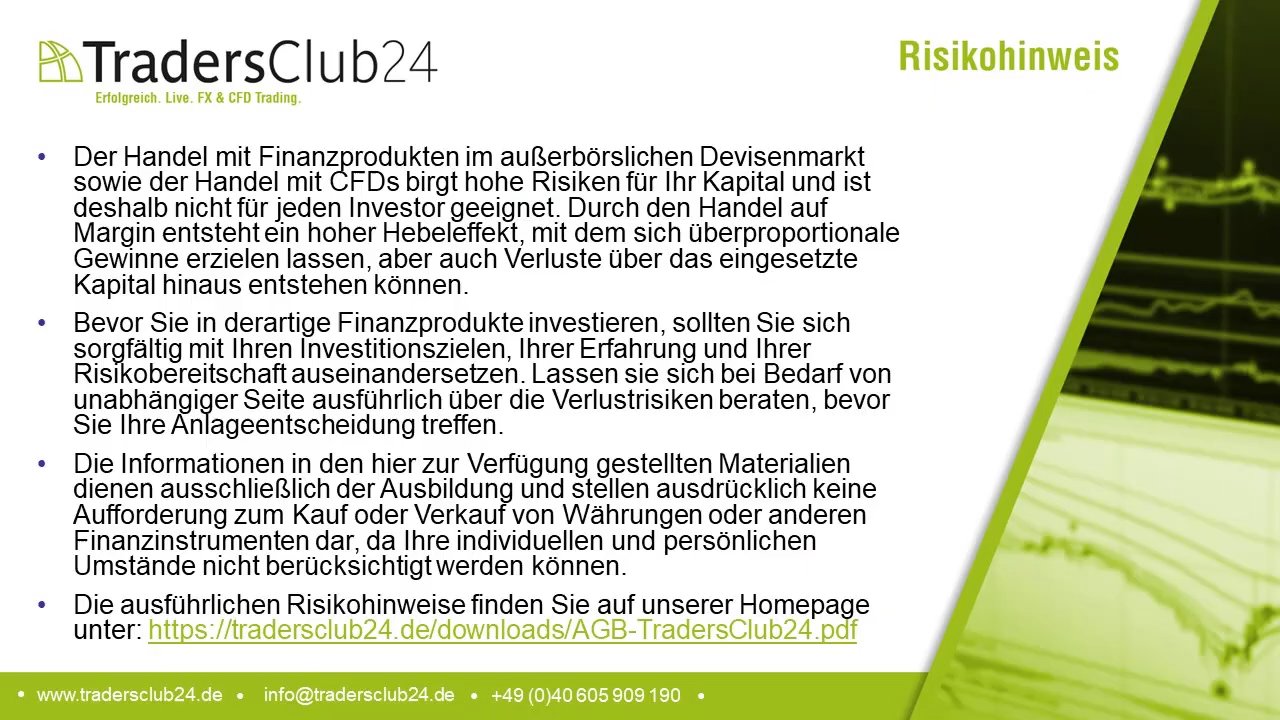 TradersClub24
Erfolgreich. Live. FX & CFD Trading.
Risikohinweis
• Der Handel mit Finanzprodukten im außerbörslichen Devisenmarkt
sowie der Handel mit CFDs birgt hohe Risiken für Ihr Kapital und ist
deshalb nicht für jeden Investor geeignet. Durch den Handel auf
Margin entsteht ein hoher Hebeleffekt, mit dem sich überproportionale
Gewinne erzielen lassen, aber auch Verluste über das eingesetzte
Kapital hinaus entstehen können.
• Bevor Sie in derartige Finanzprodukte investieren, sollten Sie sich
sorgfältig mit Ihren Investitionszielen, Ihrer Erfahrung und Ihrer
Risikobereitschaft auseinandersetzen. Lassen sie sich bei Bedarf von
unabhängiger Seite ausführlich über die Verlustrisiken beraten, bevor
Sie Ihre Anlageentscheidung treffen.
• Die Informationen in den hier zur Verfügung gestellten Materialien
dienen ausschließlich der Ausbildung und stellen ausdrücklich keine
Aufforderung zum Kauf oder Verkauf von Währungen oder anderen
Finanzinstrumenten dar, da Ihre individuellen und persönlichen
Umstände nicht berücksichtigt werden können.
• Die ausführlichen Risikohinweise finden Sie auf unserer Homepage
unter: https://tradersclub24.de/downloads/AGB-TradersClub24.pdf
• www.tradersclub24.de • info@tradersclub24.de • +49 (0)40 605 909 190 •